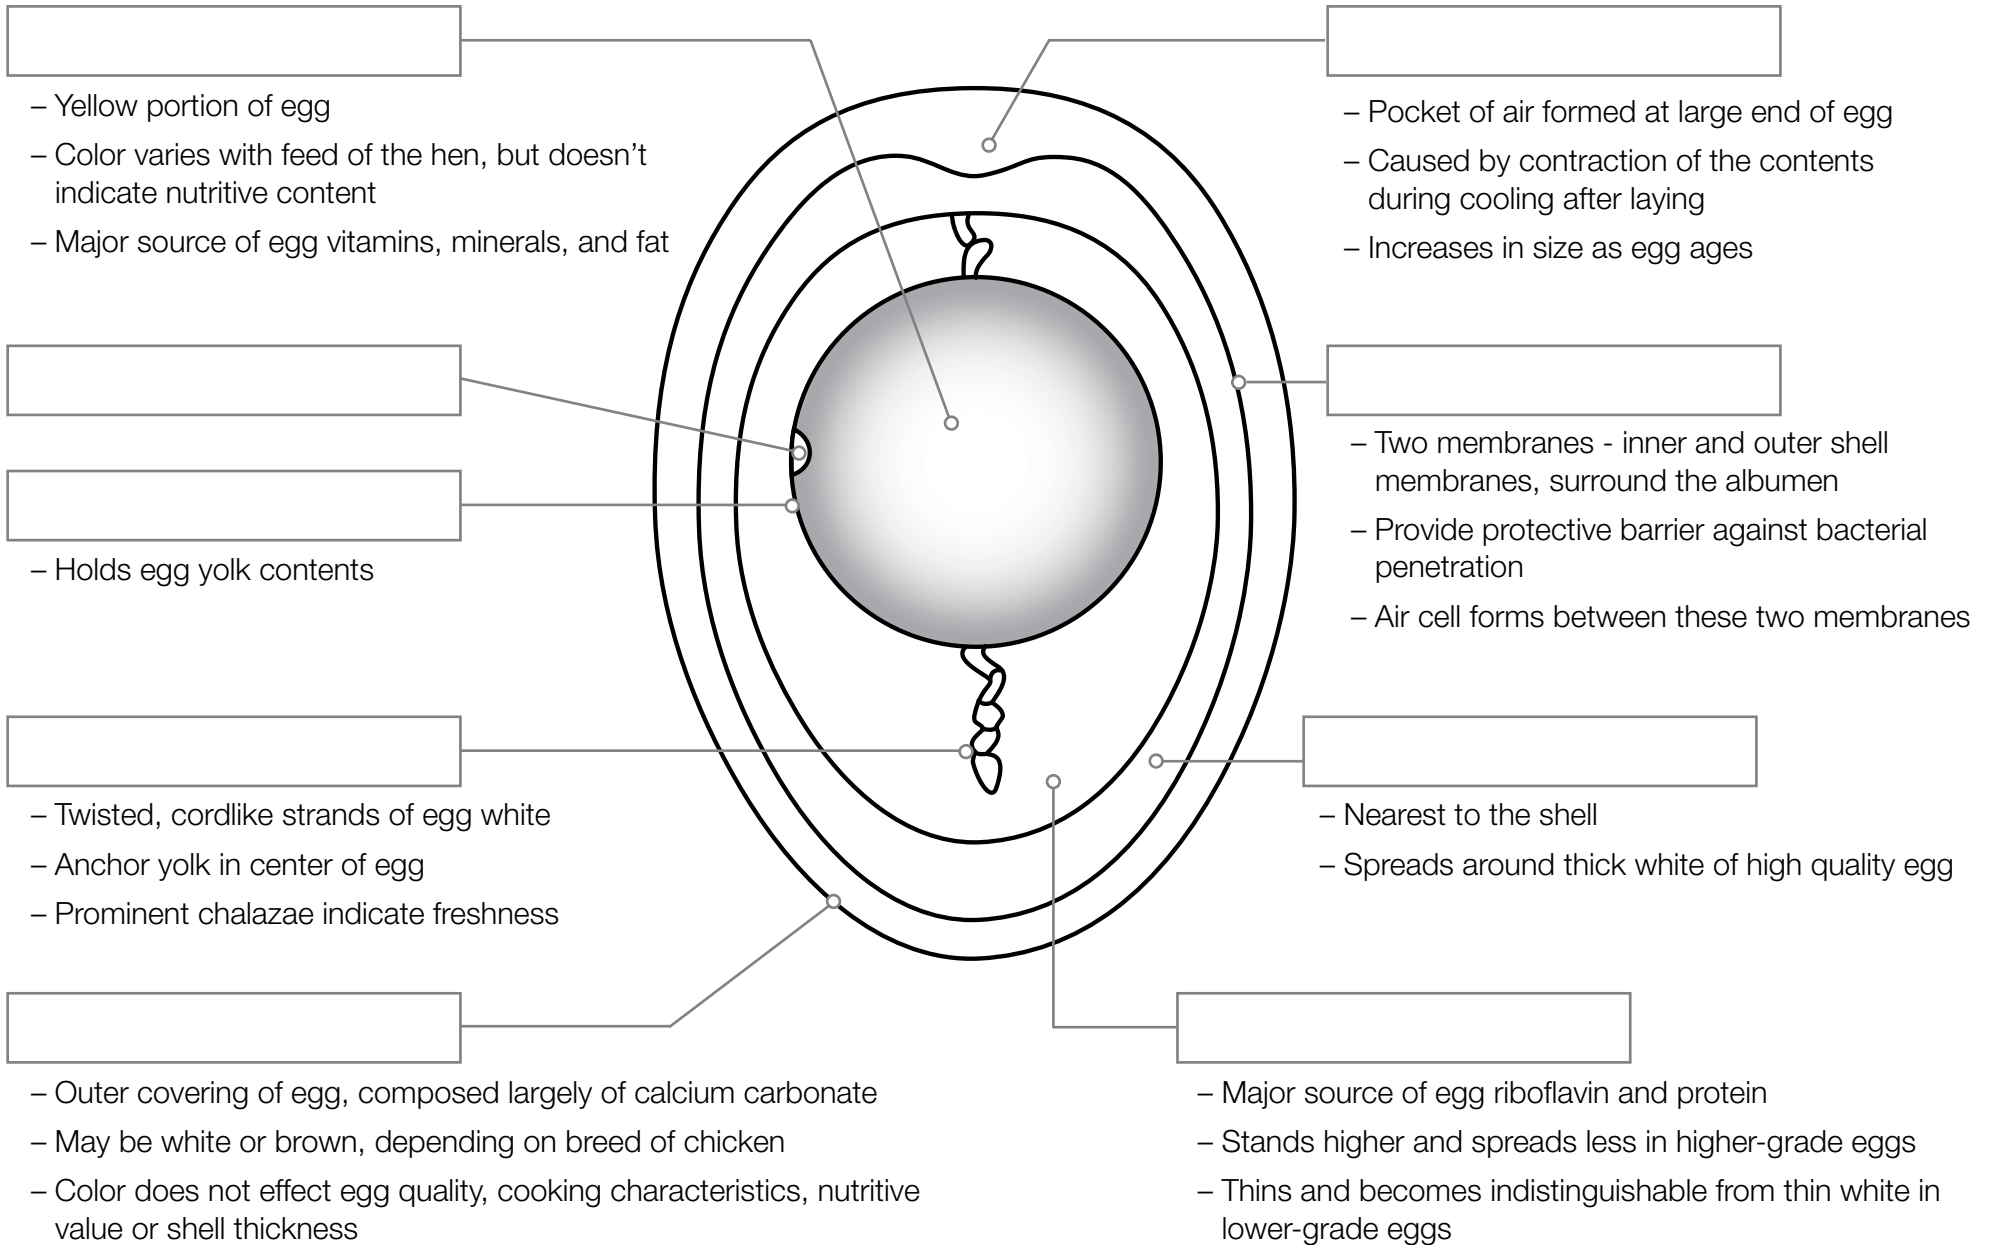 – Yellow portion of egg
– Color varies with feed of the hen, but doesn’t
indicate nutritive content
– Major source of egg vitamins, minerals, and fat
– Holds egg yolk contents
– Twisted, cordlike strands of egg white
– Anchor yolk in center of egg
– Prominent chalazae indicate freshness
– Outer covering of egg, composed largely of calcium carbonate
– May be white or brown, depending on breed of chicken
– Color does not effect egg quality, cooking characteristics, nutritive
value or shell thickness
– Pocket of air formed at large end of egg
– Caused by contraction of the contents
during cooling after laying
– Increases in size as egg ages
– Two membranes - inner and outer shell
membranes, surround the albumen
– Provide protective barrier against bacterial
penetration
– Air cell forms between these two membranes
– Nearest to the shell
– Spreads around thick white of high quality egg
– Major source of egg riboflavin and protein
– Stands higher and spreads less in higher-grade eggs
– Thins and becomes indistinguishable from thin white in
lower-grade eggs